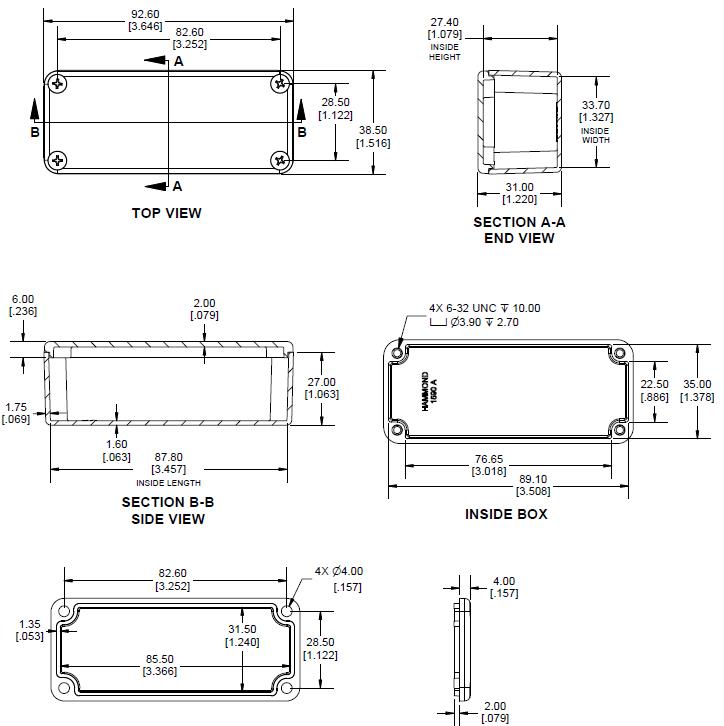 92.60
[3.646]
82.60
[3.252]
A
B
B
28.50
[1.122]
38.50
[1.516]
A
TOP VIEW
27.40
[1.079]
INSIDE
HEIGHT
33.70
[1.327]
INSIDE
WIDTH
31.00
[1.220]
SECTION A-A
END VIEW
6.00
[.236]
2.00
[.079]
27.00
[1.063]
1.75
[.069]
1.60
[.063]
87.80
[3.457]
INSIDE LENGTH
SECTION B-B
SIDE VIEW
4X 6-32 UNC ↧ 10.00
⌴ Ø3.90 ↧ 2.70
HAMMOND
1590 A
22.50
[.886]
35.00
[1.378]
76.65
[3.018]
89.10
[3.508]
INSIDE BOX
82.60
[3.252]
4X Ø4.00
[.157]
1.35
[.053]
31.50
[1.240]
28.50
[1.122]
85.50
[3.366]
4.00
[.157]
2.00
[.079]